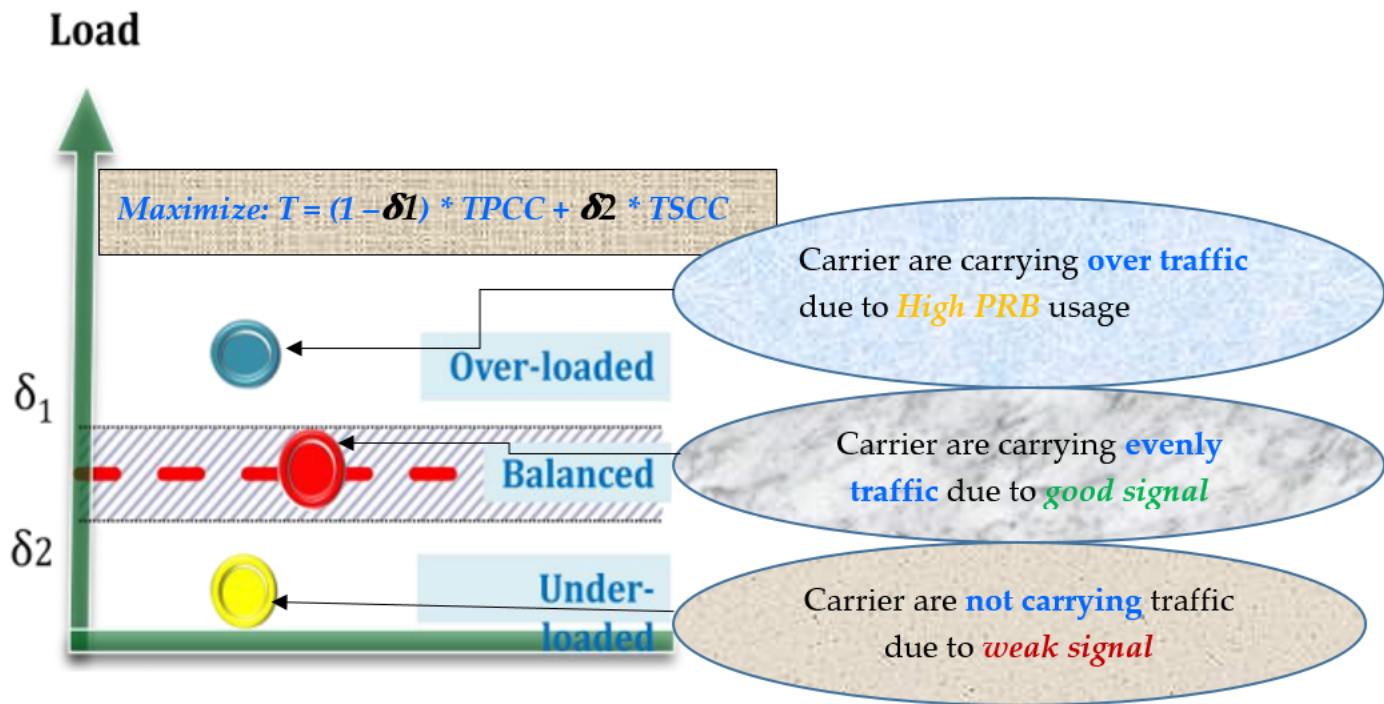 Load
Maximize: T = (1 – δ1) * TPCC + δ2 * TSCC
Carrier are carrying over traffic
due to High PRB usage
Over-loaded
δ1
Carrier are carrying evenly
traffic due to good signal
Balanced
δ2
Under-
loaded
Carrier are not carrying traffic
due to weak signal